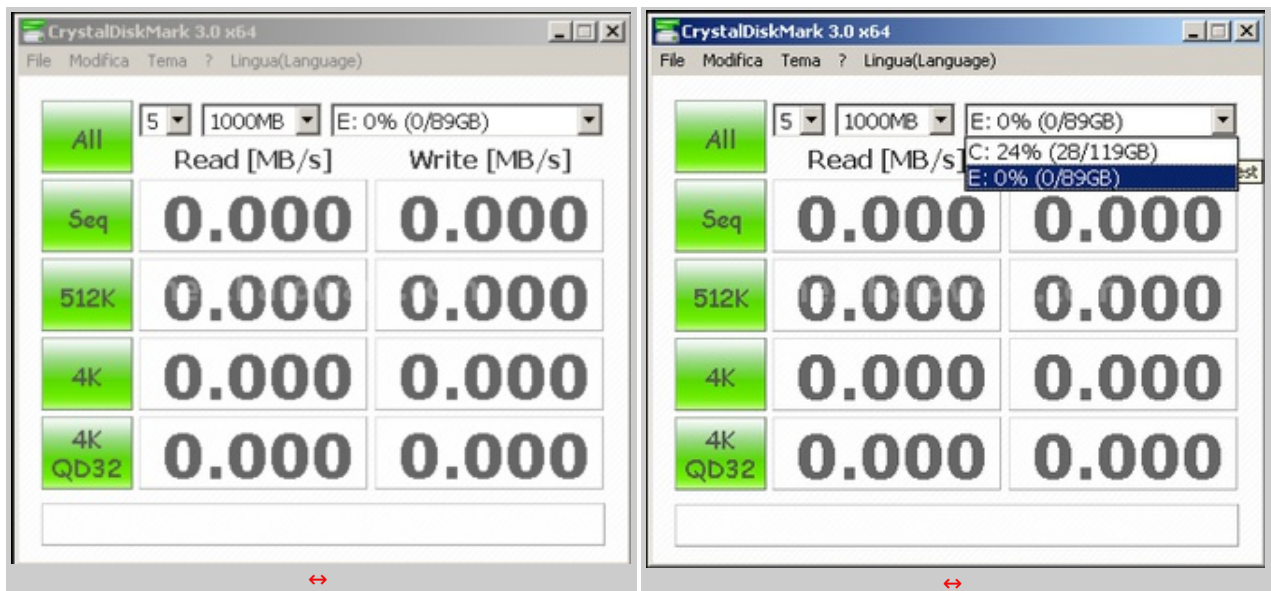 CrystalDiskMark 3.0 x64
File Modifica Tema ? Lingua(Language)
All 5 1000MB E: 0% (0/89GB)
Read [MB/s] Write [MB/s]
Seq 0.000 0.000
512K 0.000 0.000
4K 0.000 0.000
4K
QD32 0.000 0.000
CrystalDiskMark 3.0 x64
File Modifica Tema ? Lingua(Language)
All 5 1000MB E: 0% (0/89GB)
C: 24% (28/119GB)
Read [MB/s]
E: 0% (0/89GB)
Seq 0.000 0.000
512K 0.000 0.000
4K 0.000 0.000
4K
QD32 0.000 0.000